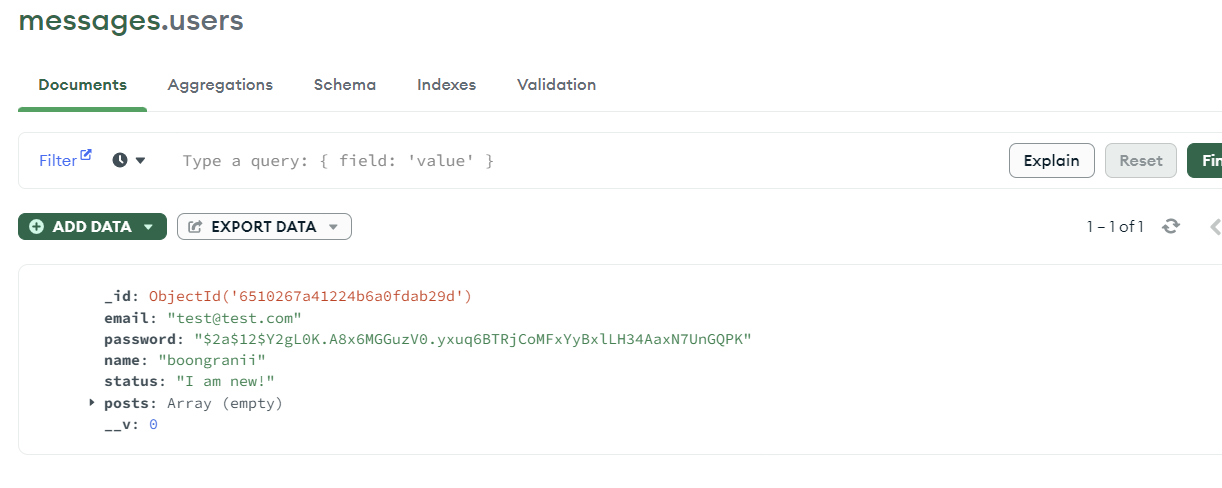 messages.users
Documents Aggregations Schema Indexes Validation
Filter Type a query: { field: 'value' } Explain Reset Fin
ADD DATA EXPORT DATA 1 – 1 of 1
_id: ObjectId('6510267a41224b6a0fdab29d')
email: "test@test.com"
password: "$2a$12$Y2gL0K.A8x6MGGuzV0.yxuq6BTRjCoMFxYyBxlLH34AaxN7UnGQPK"
name: "boongranii"
status: "I am new!"
posts: Array (empty)
__v: 0